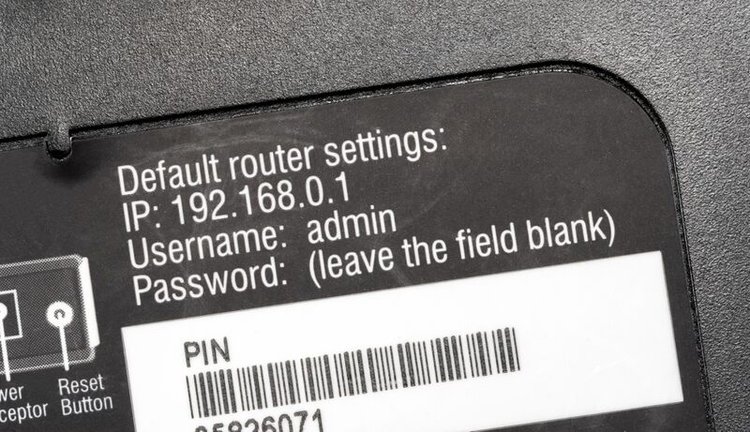 Default router settings:
IP: 192.168.0.1
Username: admin
Password: (leave the field blank)
PIN
Reset
Button